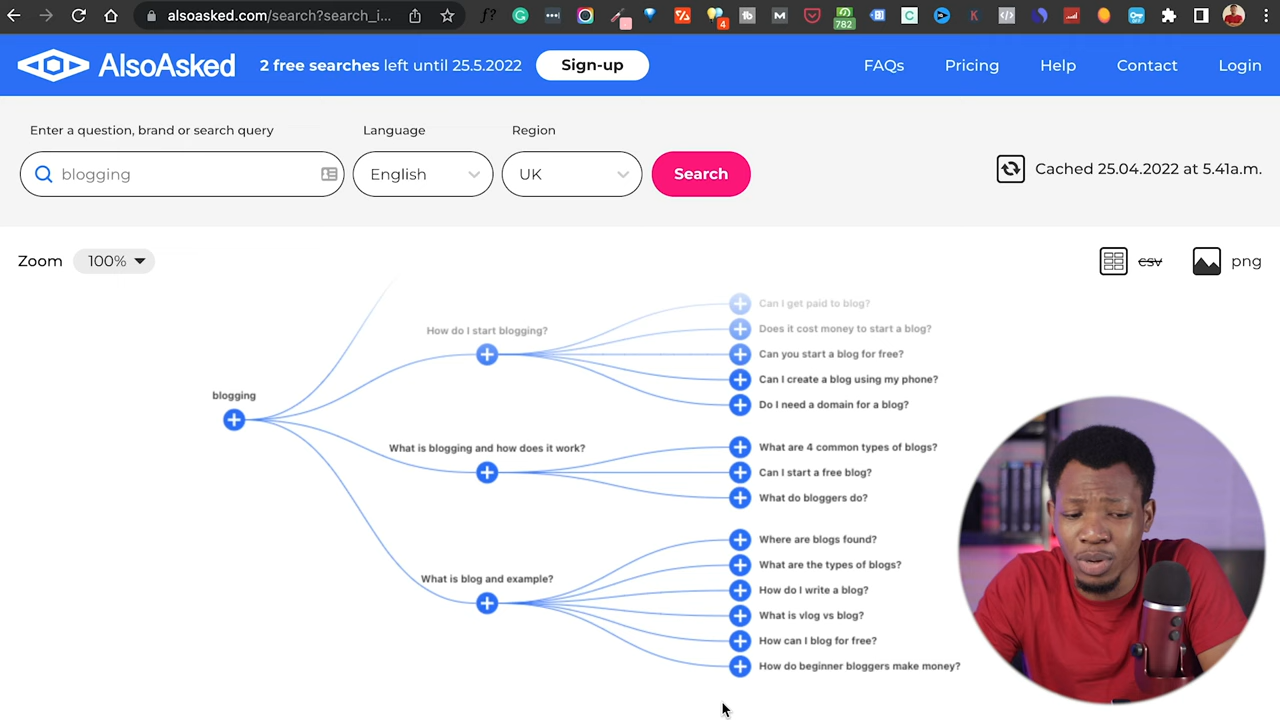 alsoasked.com/search?search_i...
f?
4
782
AlsoAsked
2 free searches left until 25.5.2022
Sign-up
FAQs
Pricing
Help
Contact
Login
Enter a question, brand or search query
Language
Region
blogging
English
UK
Search
Cached 25.04.2022 at 5.41a.m.
Zoom
100%
csv
png
Can I get paid to blog?
How do I start blogging?
Does it cost money to start a blog?
Can you start a blog for free?
Can I create a blog using my phone?
Do I need a domain for a blog?
blogging
What is blogging and how does it work?
What are 4 common types of blogs?
Can I start a free blog?
What do bloggers do?
What is blog and example?
Where are blogs found?
What are the types of blogs?
How do I write a blog?
What is vlog vs blog?
How can I blog for free?
How do beginner bloggers make money?